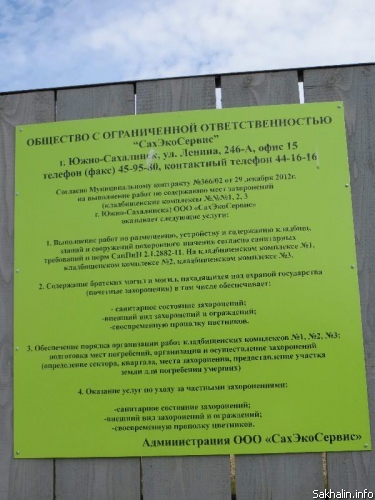 ОБЩЕСТВО С ОГРАНИЧЕННОЙ ОТВЕТСТВЕННОСТЬЮ
“СахЭкоСервис”
г. Южно-Сахалинск, ул. Ленина, 246-А, офис 15
телефон (факс) 45-95-80, контактный телефон 44-16-16
Согласно Муниципальному контракту №366/02 от 29 декабря 2012г.
на выполнение работ по содержанию мест захоронений
(кладбищенские комплексы №№№1, 2, 3
г. Южно-Сахалинска) ООО «СахЭкоСервис»
оказывает следующие услуги:
1. Выполнение работ по размещению, устройству и содержанию кладбищ,
зданий и сооружений похоронного значения согласно санитарных
требований и норм СанПиН 2.1.2882-11. На кладбищенском комплексе №1,
кладбищенском комплексе №2, кладбищенском комплексе №3.
2. Содержание братских могил и могил, находящихся под охраной государства
(почетные захоронения) в том числе обеспечивает:
-санитарное состояние захоронений;
-внешний вид захоронений и ограждений;
-своевременную прополку цветников.
3. Обеспечение порядка организации работ кладбищенских комплексов №1, №2, №3:
подготовка мест погребений, организация и осуществление захоронений
(определение сектора, квартала, места захоронения, предоставление участка
земли для погребения умерших)
4. Оказание услуг по уходу за частными захоронениями:
-санитарное состояние захоронений;
-внешний вид захоронений и ограждений;
-своевременную прополку цветников.
Администрация ООО «СахЭкоСервис»
Sakhalin.info